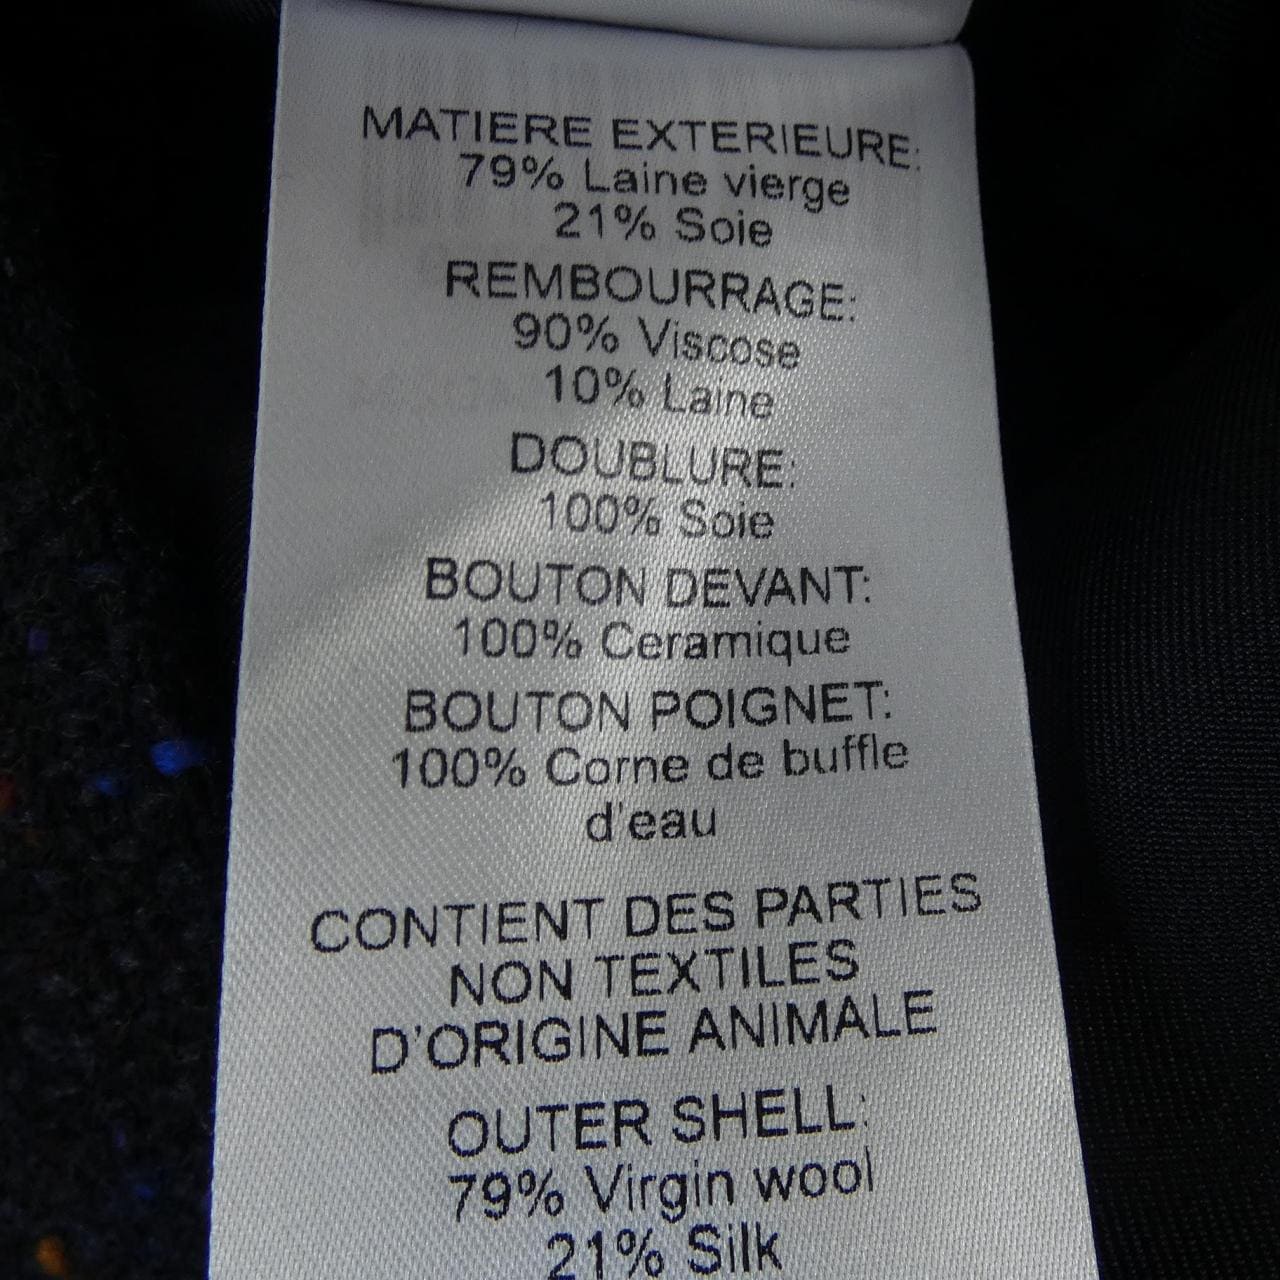 MATIERE EXTERIEURE:
79% Laine vierge
21% Soie
REMBOURRAGE:
90% Viscose
10% Laine
DOUBLURE:
100% Soie
BOUTON DEVANT:
100% Ceramique
BOUTON POIGNET:
100% Corne de buffle
d'eau
CONTIENT DES PARTIES
NON TEXTILES
D'ORIGINE ANIMALE
OUTER SHELL:
79% Virgin wool
21% Silk